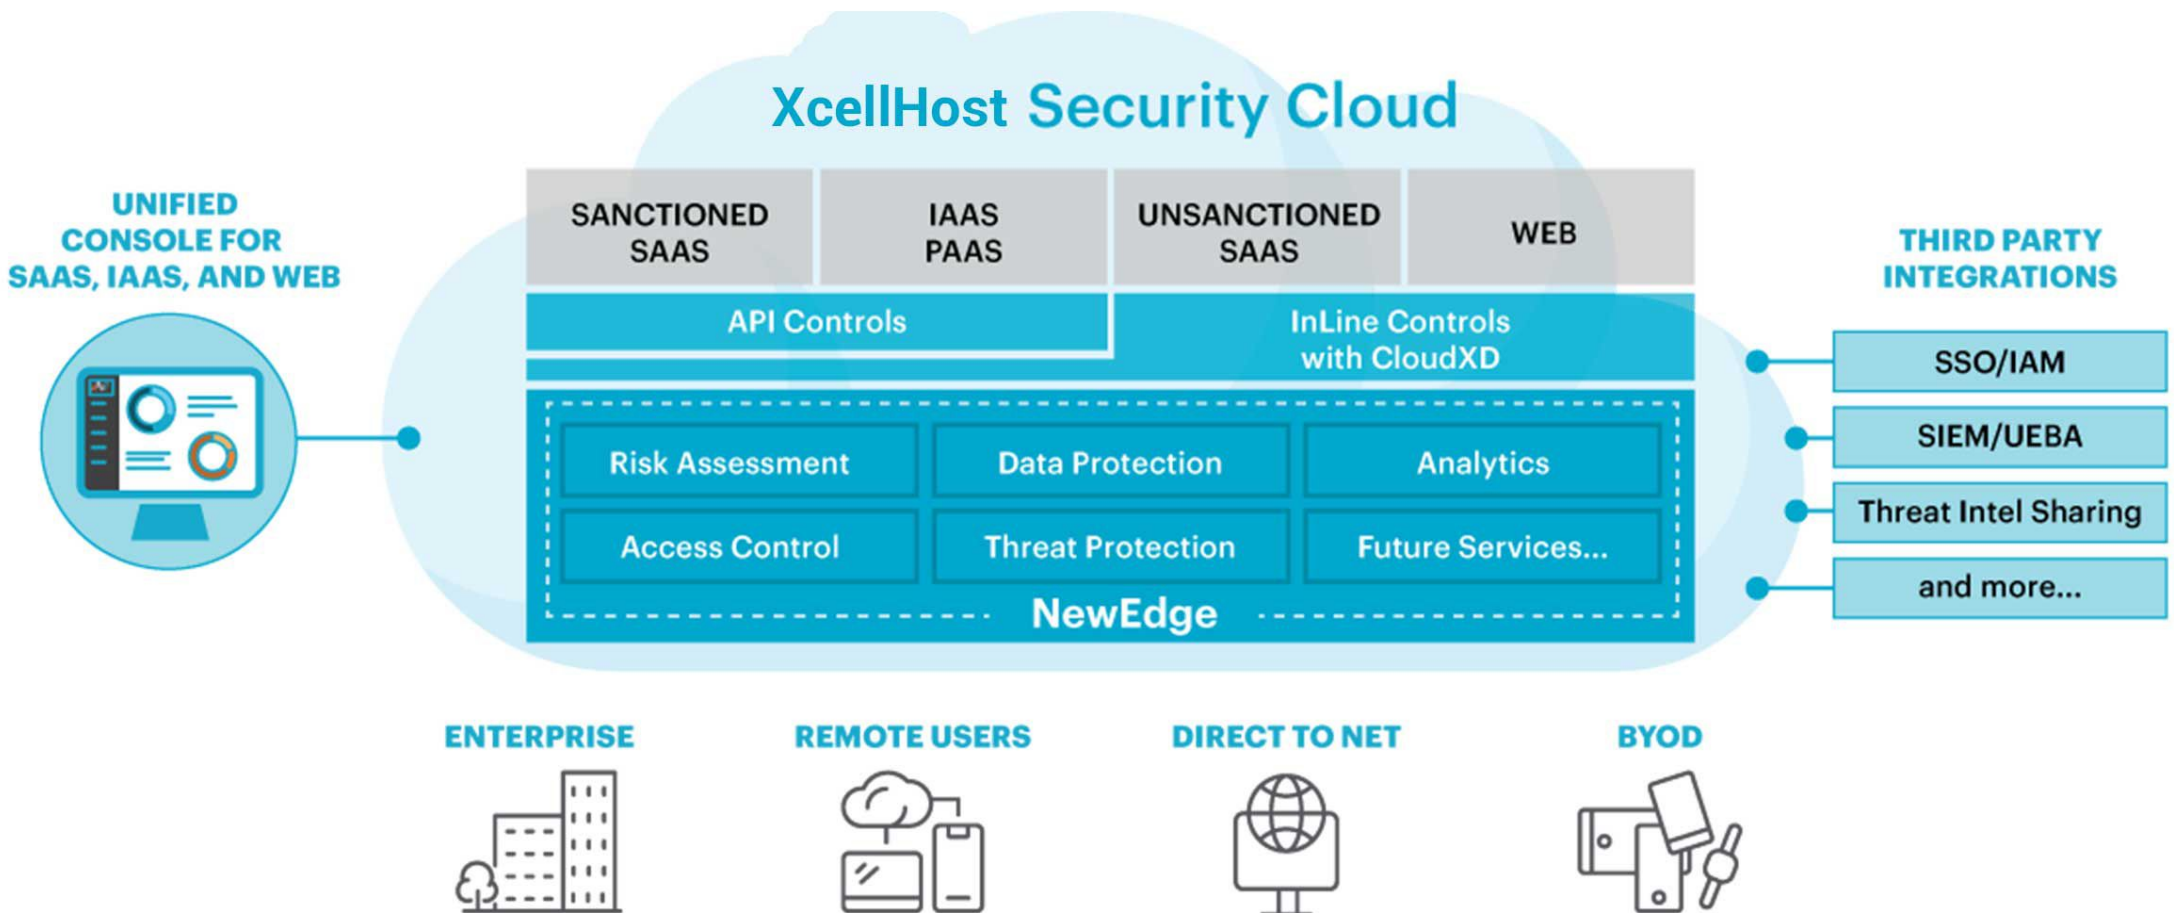 XcellHost Security Cloud
UNIFIED
CONSOLE FOR
SAAS, IAAS, AND WEB
SANCTIONED
SAAS
IAAS
PAAS
UNSANCTIONED
SAAS
WEB
API Controls
InLine Controls
with CloudXD
Risk Assessment
Data Protection
Analytics
Access Control
Threat Protection
Future Services...
NewEdge
THIRD PARTY
INTEGRATIONS
SSO/IAM
SIEM/UEBA
Threat Intel Sharing
and more...
ENTERPRISE
REMOTE USERS
DIRECT TO NET
BYOD